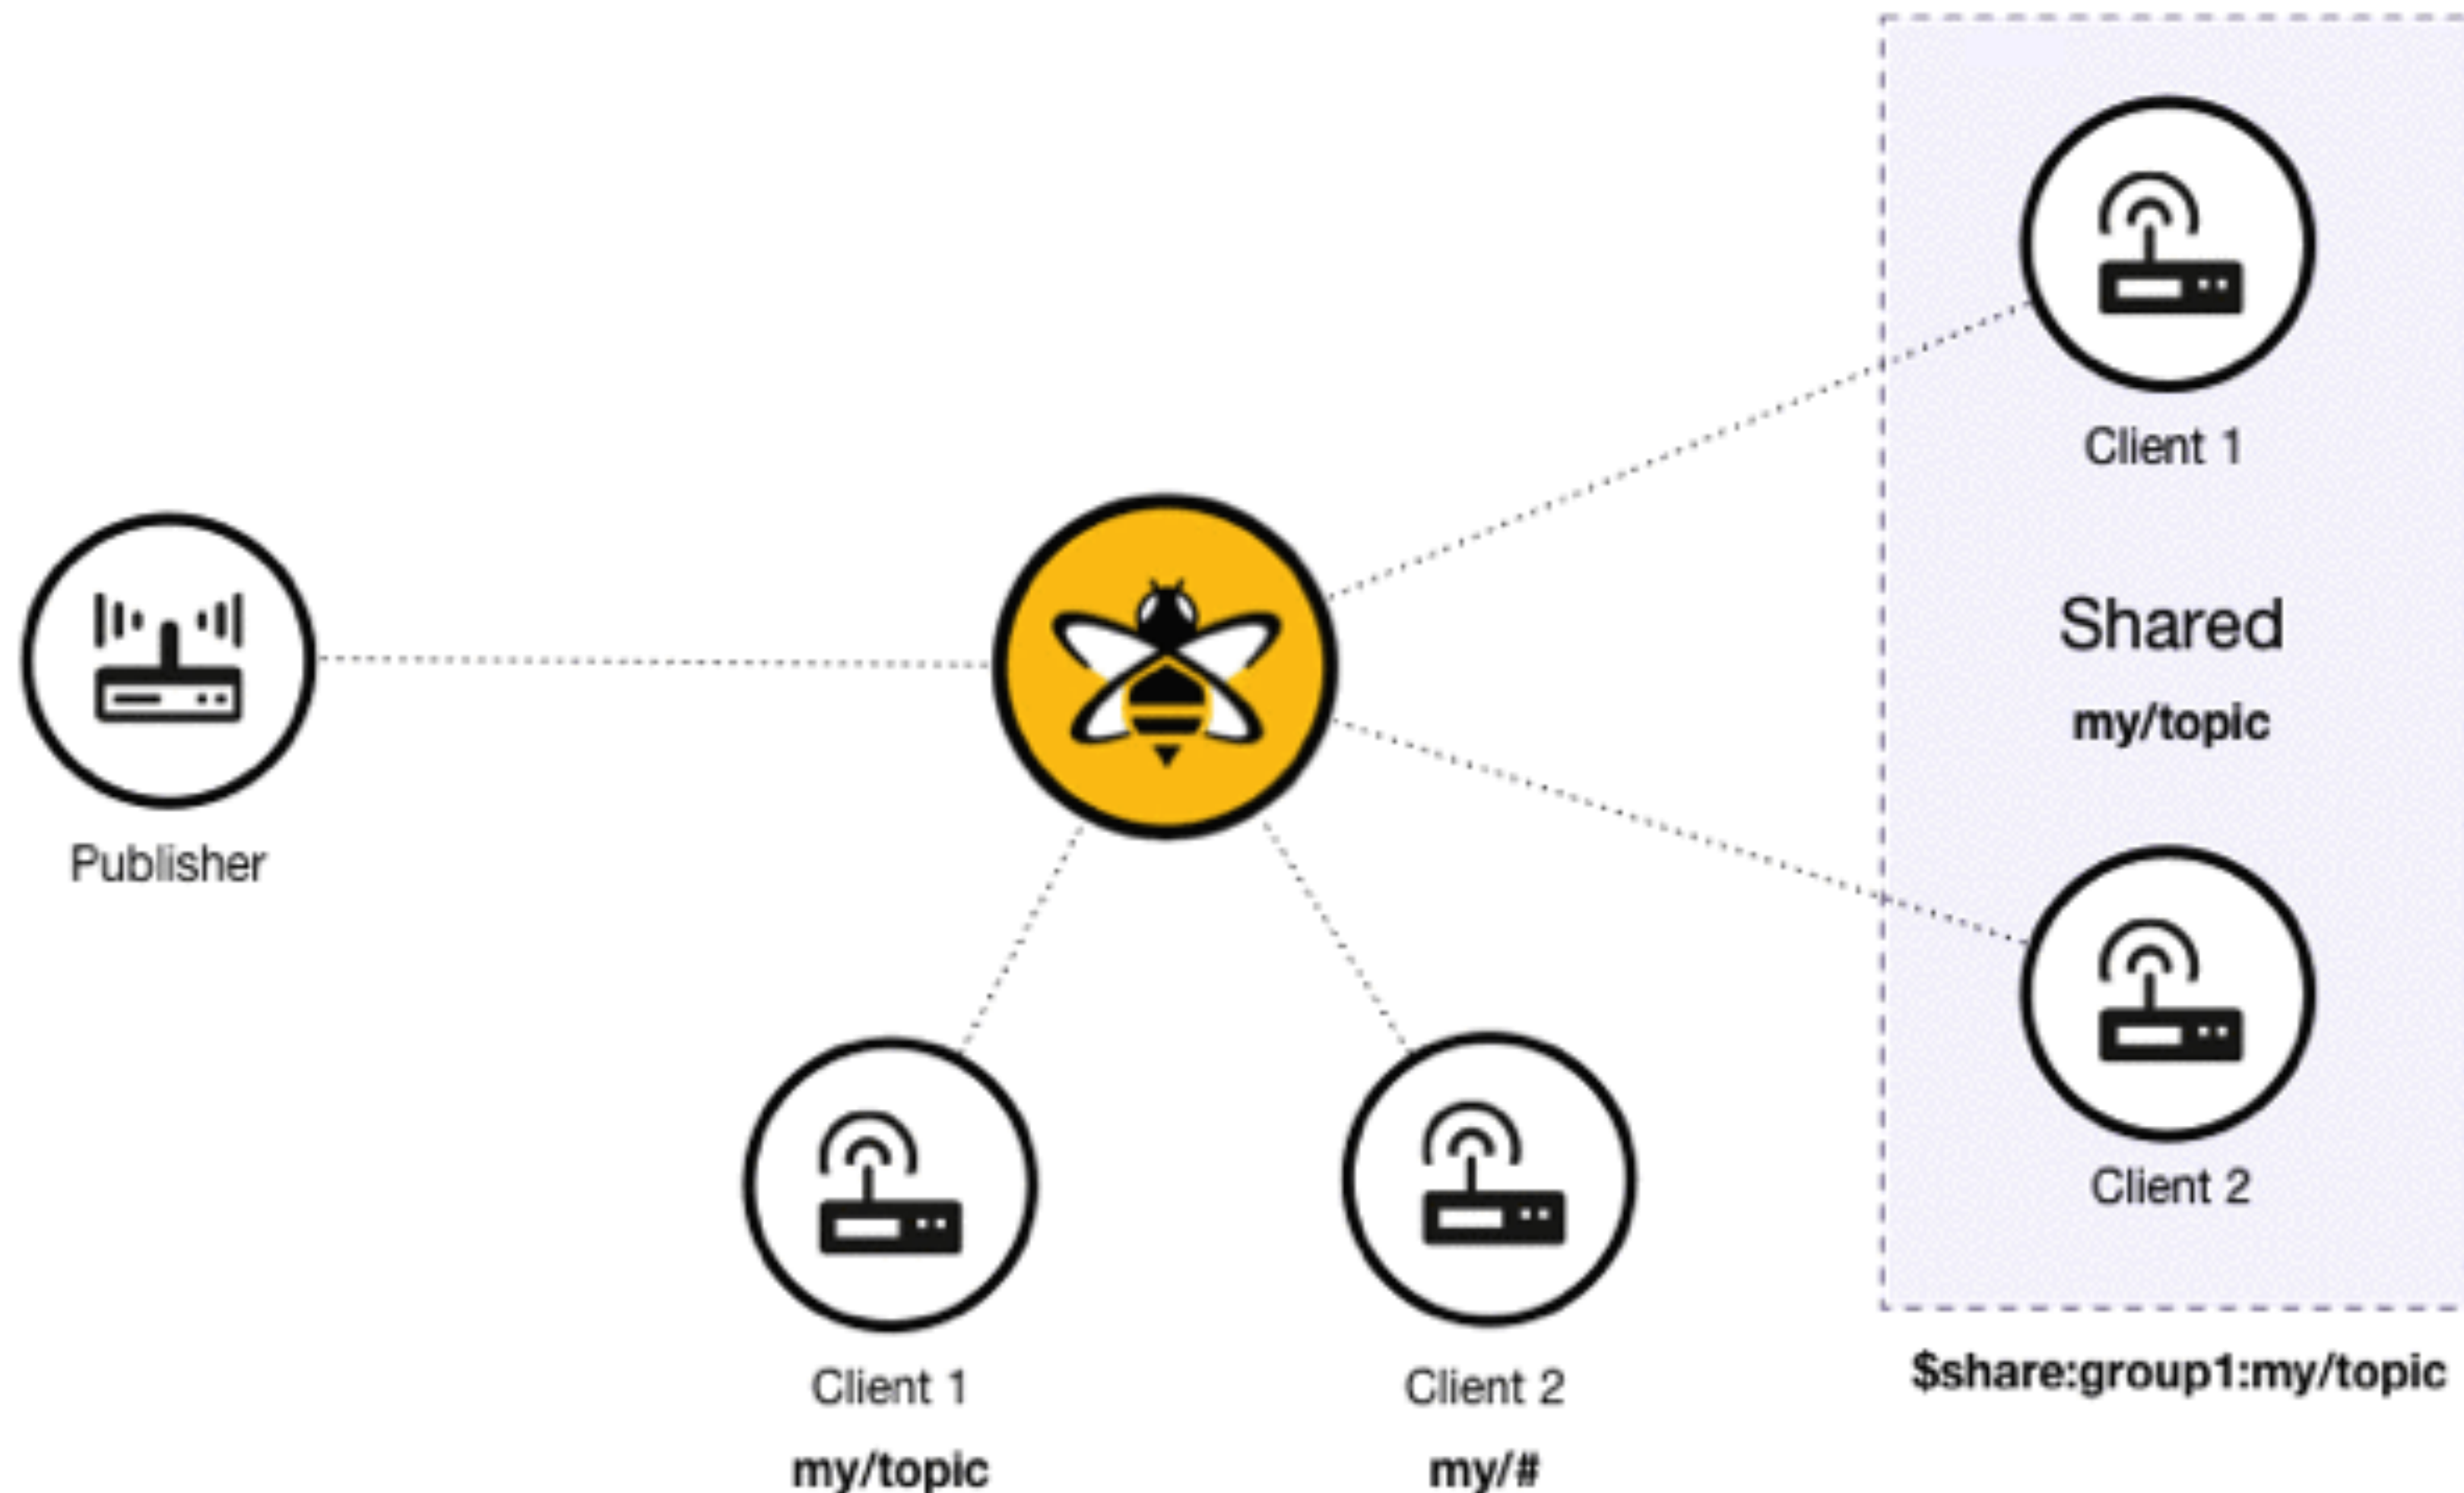 Client 1
Shared
my/topic
Publisher
Client 2
Client 1
my/topic
Client 2
my/#
$share:group1:my/topic